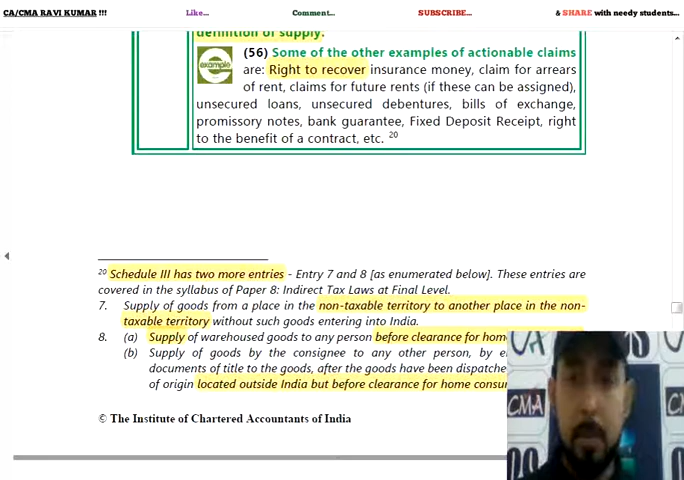 CA/CMA RAVI KUMAR !!! Like... Comment... SUBSCRIBE... & SHARE with needy students...
definition of supply.
example
(56) Some of the other examples of actionable claims
are: Right to recover insurance money, claim for arrears
of rent, claims for future rents (if these can be assigned),
unsecured loans, unsecured debentures, bills of exchange,
promissory notes, bank guarantee, Fixed Deposit Receipt, right
to the benefit of a contract, etc. 20
20 Schedule III has two more entries - Entry 7 and 8 [as enumerated below]. These entries are
covered in the syllabus of Paper 8: Indirect Tax Laws at Final Level.
7. Supply of goods from a place in the non-taxable territory to another place in the non-
taxable territory without such goods entering into India.
8. (a) Supply of warehoused goods to any person before clearance for hom
(b) Supply of goods by the consignee to any other person, by e
documents of title to the goods, after the goods have been dispatche
of origin located outside India but before clearance for home consu
© The Institute of Chartered Accountants of India
CMA